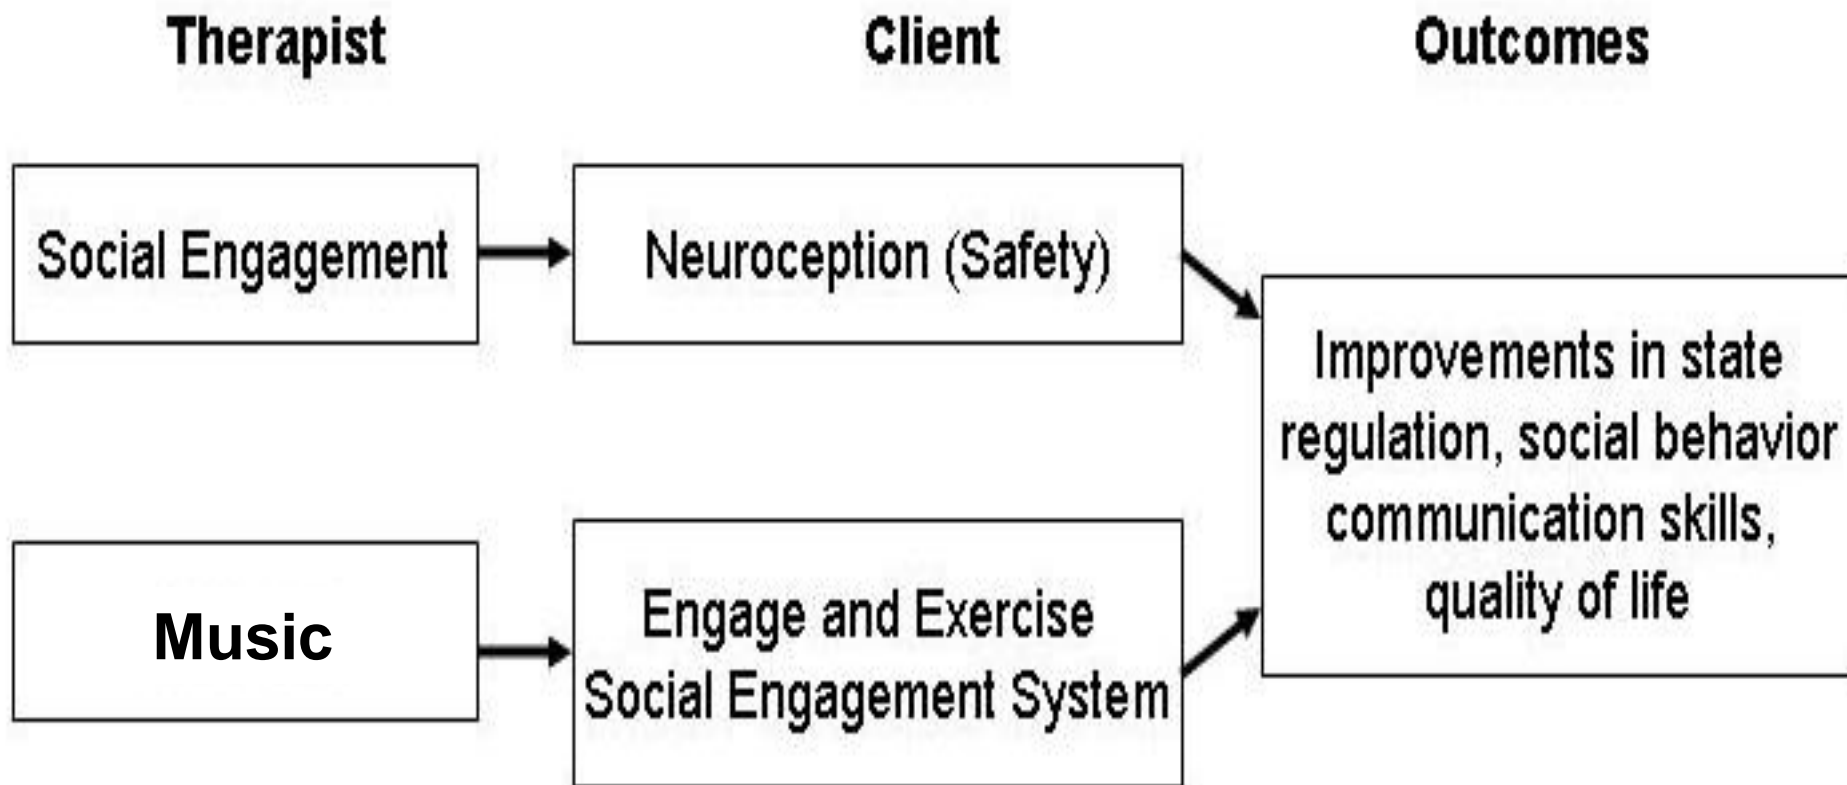 Therapist
Client
Outcomes
Social Engagement
Neuroception (Safety)
Improvements in state
regulation, social behavior
communication skills,
quality of life
Music
Engage and Exercise
Social Engagement System